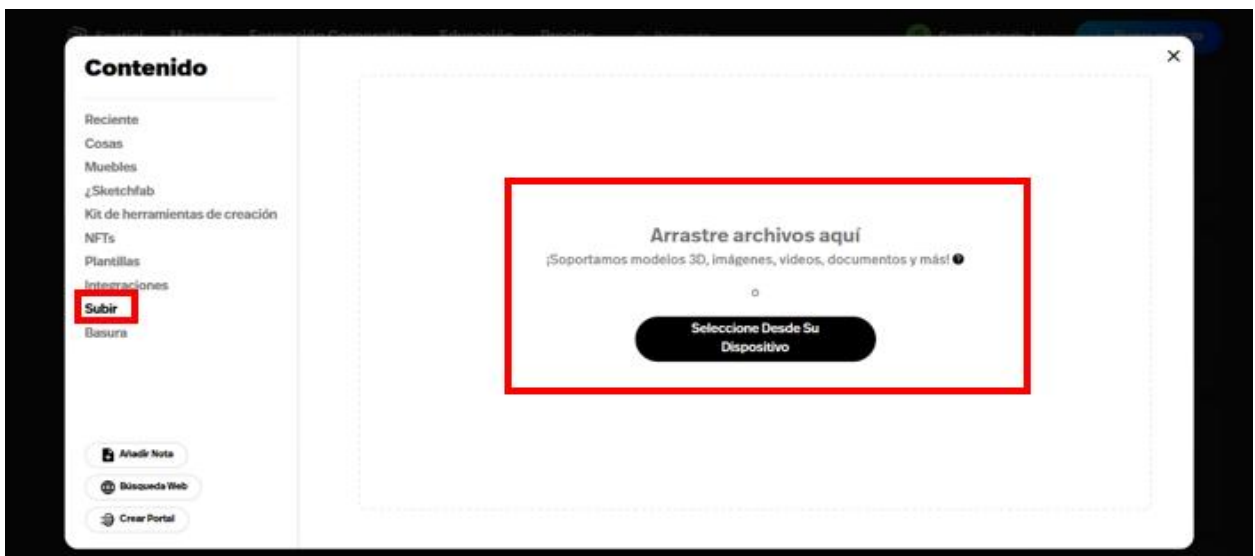 Contenido
Reciente
Cosas
Muebles
¿Sketchfab
Kit de herramientas de creación
NFTs
Plantillas
Integraciones
Subir
Basura
Añadir Nota
Búsqueda Web
Crear Portal
Arrastre archivos aquí
¡Soportamos modelos 3D, imágenes, videos, documentos y más!
o
Seleccione Desde Su
Dispositivo